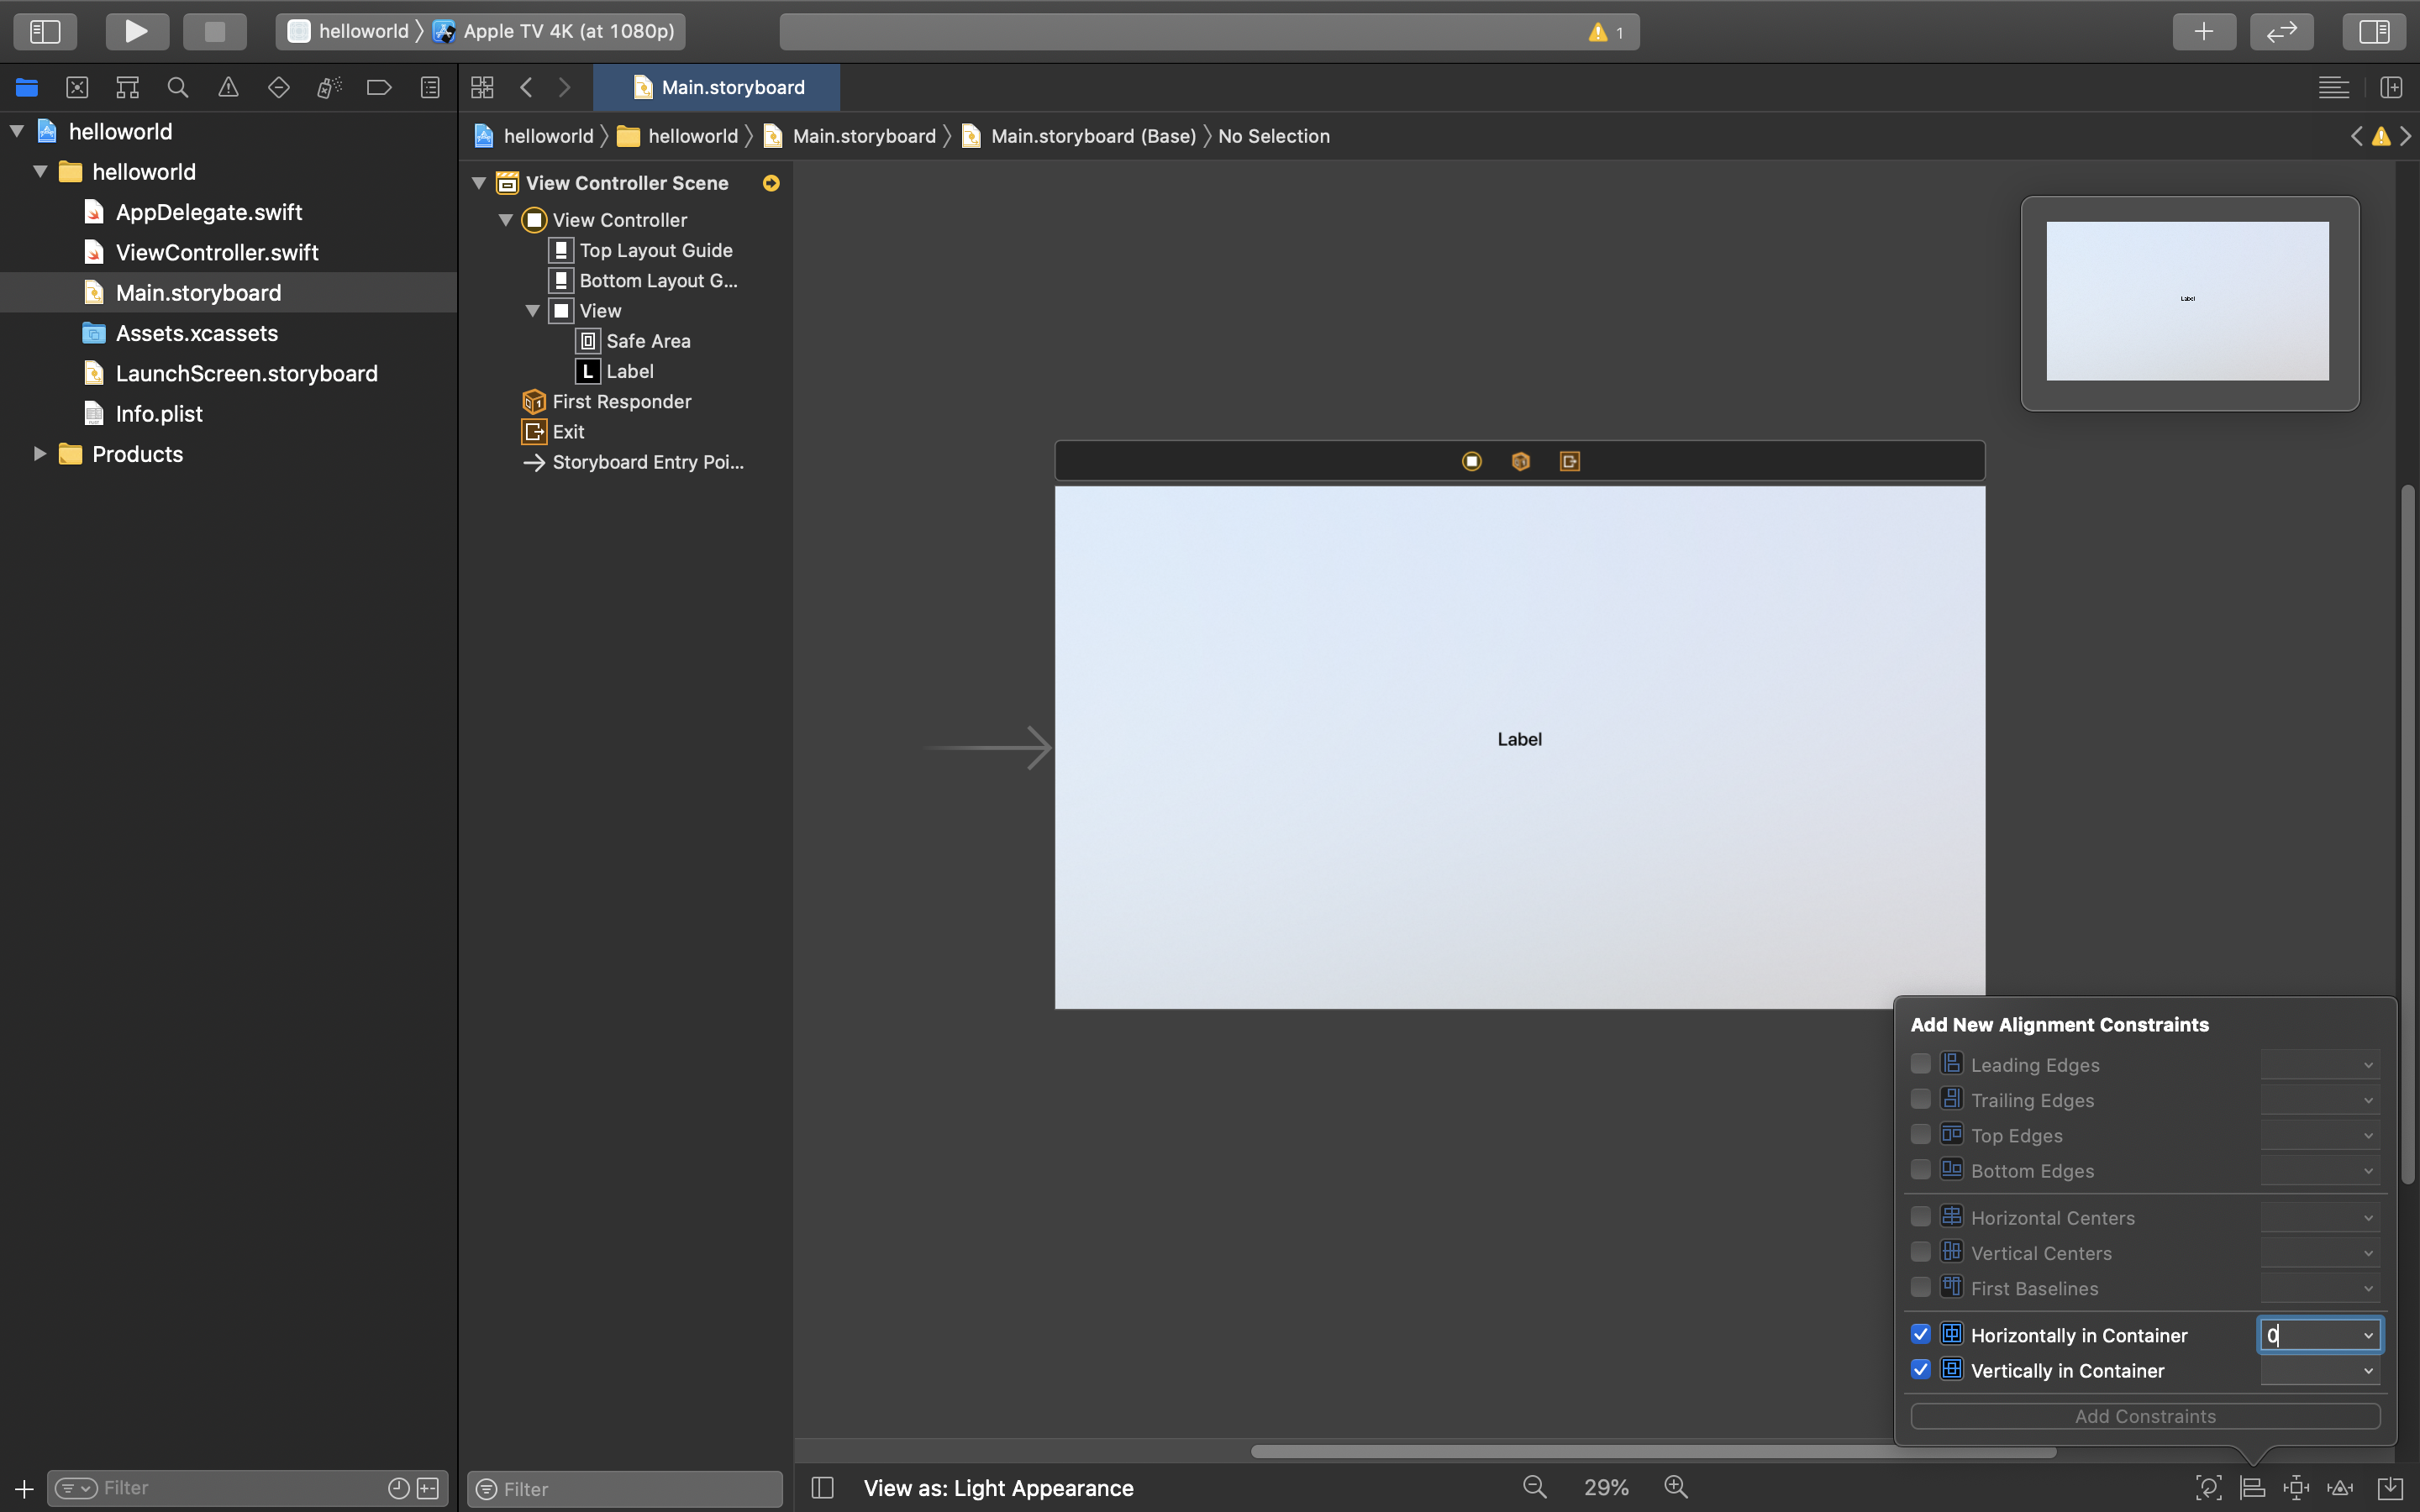 helloworld Apple TV 4K (at 1080p) 1
Main.storyboard
helloworld helloworld Main.storyboard Main.storyboard (Base) No Selection
helloworld
helloworld
AppDelegate.swift
ViewController.swift
Main.storyboard
Assets.xcassets
LaunchScreen.storyboard
Info.plist
Products
View Controller Scene
View Controller
Top Layout Guide
Bottom Layout G...
View
Safe Area
L Label
First Responder
Exit
Storyboard Entry Poi...
Label
Label
Add New Alignment Constraints
Leading Edges
Trailing Edges
Top Edges
Bottom Edges
Horizontal Centers
Vertical Centers
First Baselines
Horizontally in Container 0
Vertically in Container
Add Constraints
Filter
Filter
View as: Light Appearance
29%